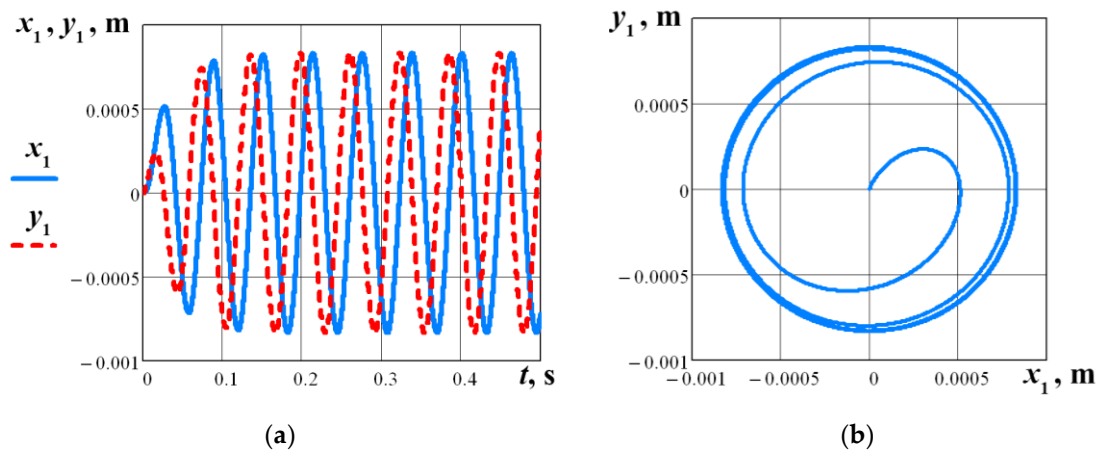 x₁, y₁, m
0.0005
0
−0.0005
−0.001
x₁
y₁
0 0.1 0.2 0.3 0.4 t, s
(a)
y₁, m
0.0005
0
−0.0005
−0.001
−0.001 −0.0005 0 0.0005 x₁, m
(b)